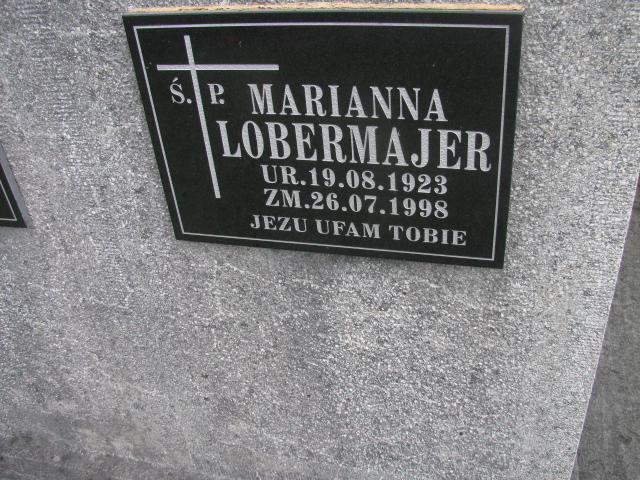 Ś. P. MARIANNA
LOBERMAJER
UR.19.08.1923
ZM.26.07.1998
JEZU UFAM TOBIE